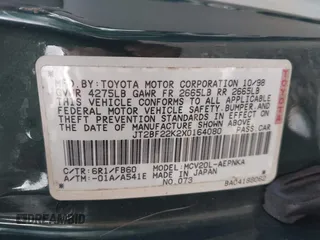 MFD. BY: TOYOTA MOTOR CORPORATION 10/98
GVWR 4275LB GAWR FR 2665LB RR 2665LB
THIS VEHICLE CONFORMS TO ALL APPLICABLE
FEDERAL MOTOR VEHICLE SAFETY, BUMPER, AND
THEFT PREVENTION STANDARDS IN EFFECT ON
THE DATE OF MANUFACTURE SHOWN ABOVE.
JT2BF22K2X0164080 PASS. CAR
C/TR: 6R1/FB60 MODEL: MCV20L-AEPNKA
A/TM: -01A/A541E MADE IN JAPAN
NO.073
TOYOTA
DREAMBID